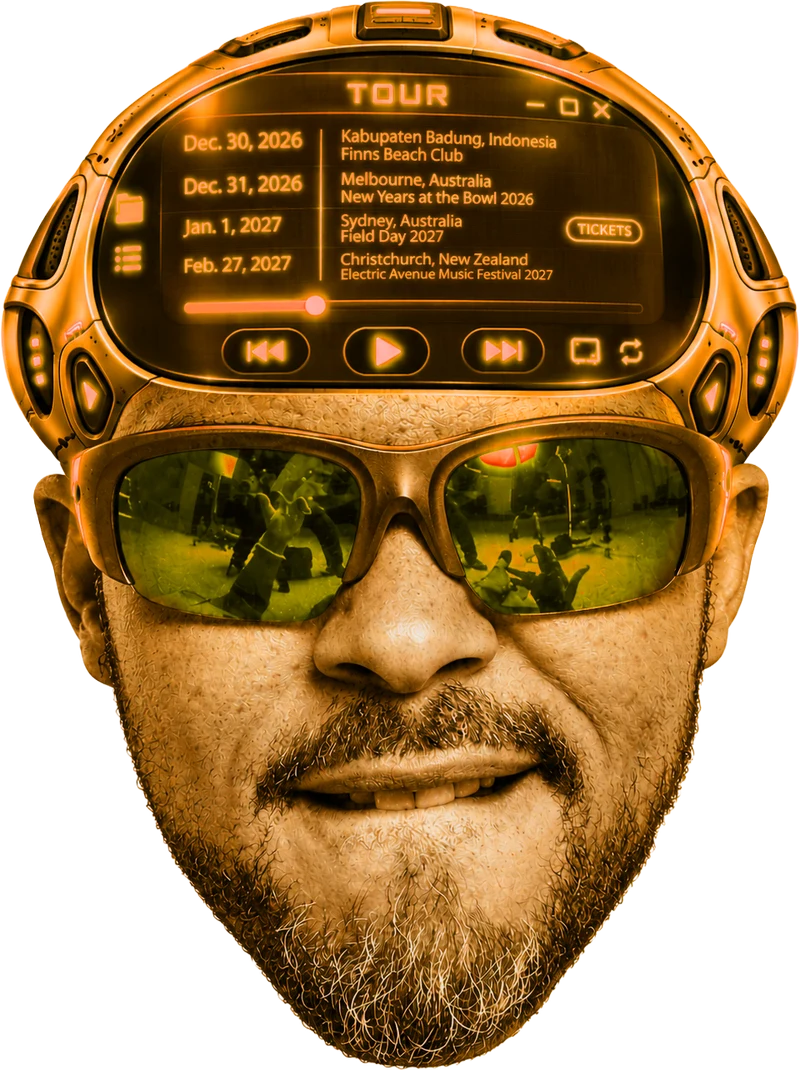 TOUR
Dec. 30, 2026
Kabupaten Badung, Indonesia
Finns Beach Club
Dec. 31, 2026
Melbourne, Australia
New Years at the Bowl 2026
Jan. 1, 2027
Sydney, Australia
Field Day 2027
TICKETS
Feb. 27, 2027
Christchurch, New Zealand
Electric Avenue Music Festival 2027